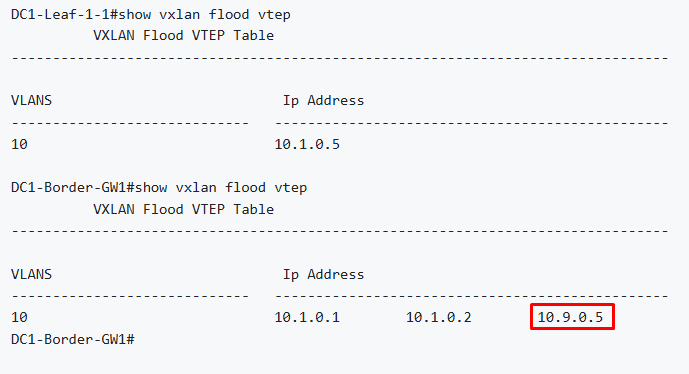 DC1-Leaf-1-1#show vxlan flood vtep
VXLAN Flood VTEP Table
--------------------------------------------------------------------------------
VLANS Ip Address
----------------------------- ------------------------------------------------
10 10.1.0.5
DC1-Border-GW1#show vxlan flood vtep
VXLAN Flood VTEP Table
--------------------------------------------------------------------------------
VLANS Ip Address
----------------------------- ------------------------------------------------
10 10.1.0.1 10.1.0.2 10.9.0.5
DC1-Border-GW1#